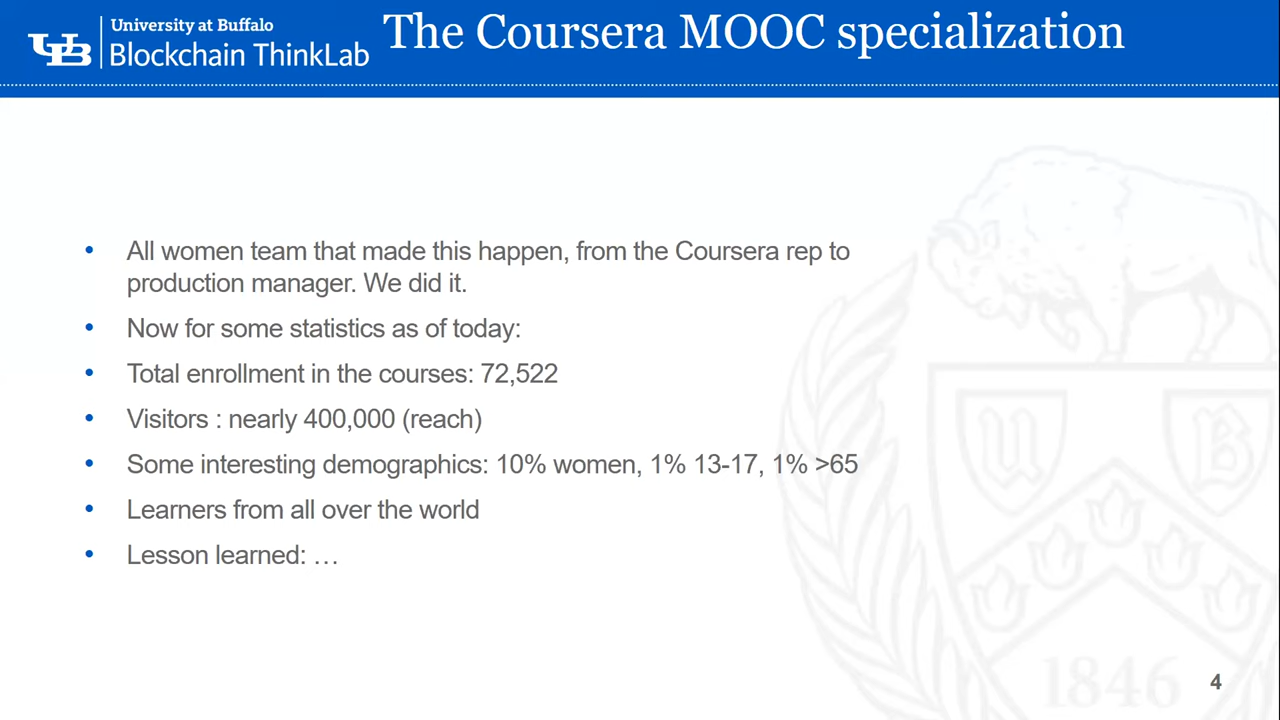 University at Buffalo
UB
Blockchain ThinkLab
The Coursera MOOC specialization
• All women team that made this happen, from the Coursera rep to
production manager. We did it.
• Now for some statistics as of today:
• Total enrollment in the courses: 72,522
• Visitors : nearly 400,000 (reach)
• Some interesting demographics: 10% women, 1% 13-17, 1% >65
• Learners from all over the world
• Lesson learned: …
U B
1846
4